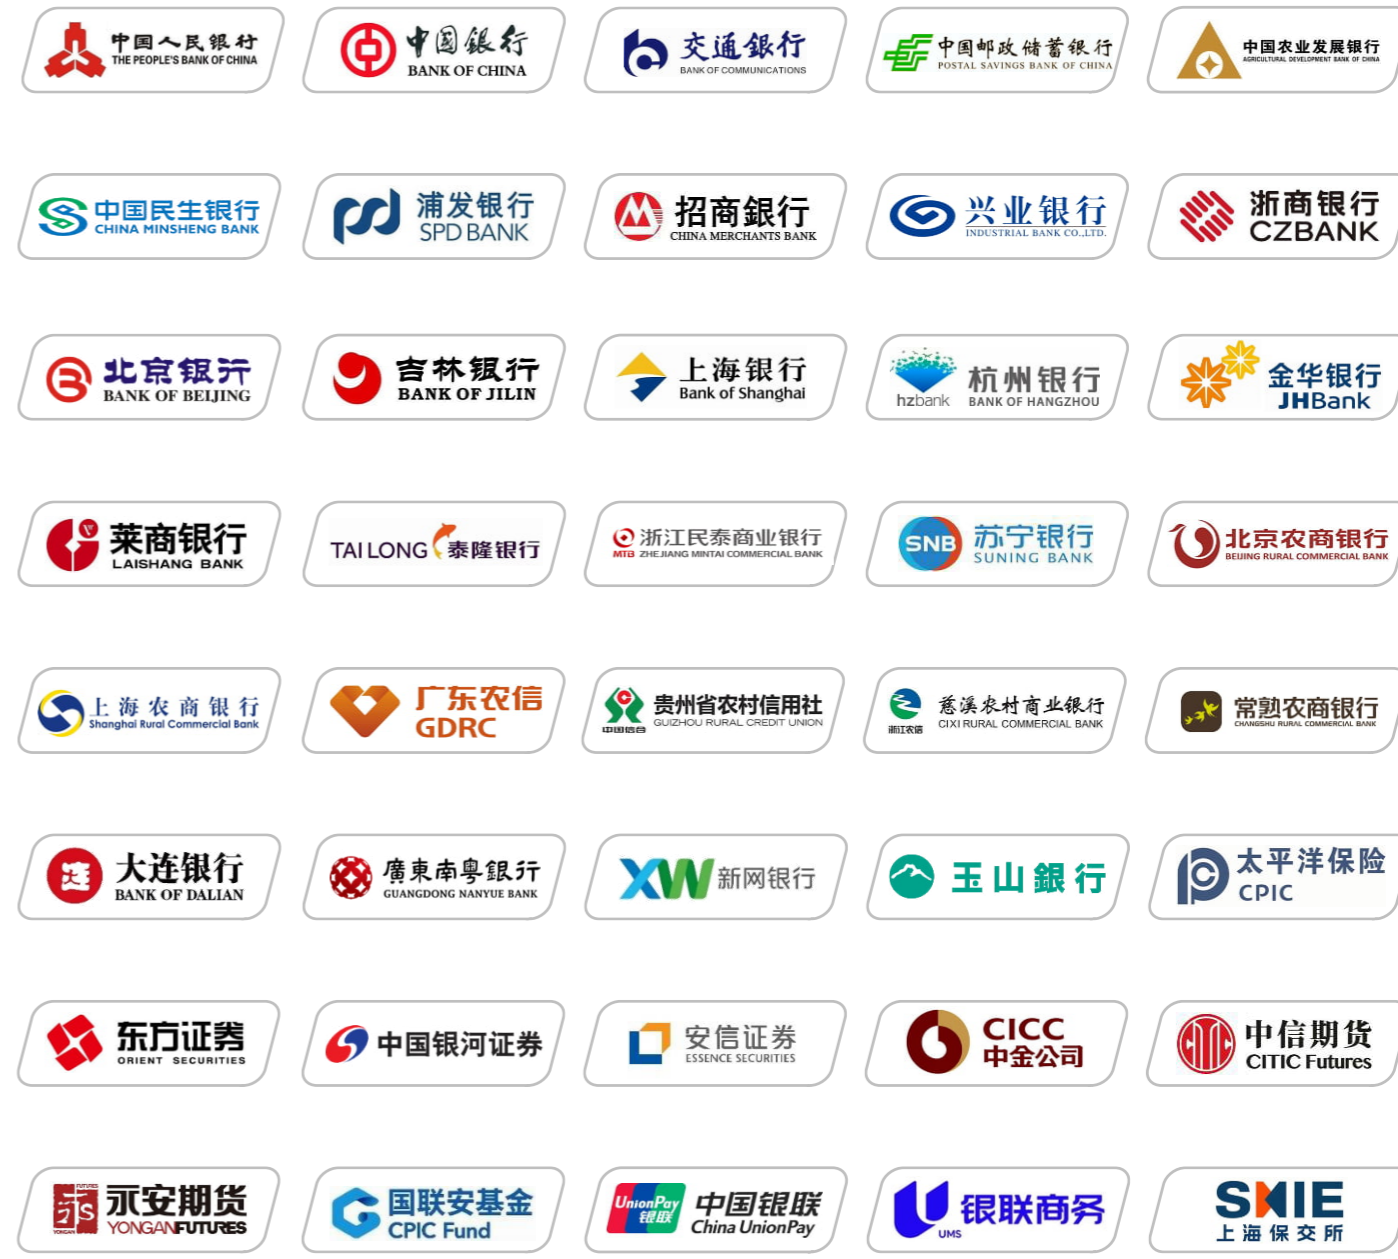 中国人民银行
THE PEOPLE'S BANK OF CHINA
中国銀行
BANK OF CHINA
交通銀行
BANK OF COMMUNICATIONS
中国邮政储蓄银行
POSTAL SAVINGS BANK OF CHINA
中国农业发展银行
AGRICULTURAL DEVELOPMENT BANK OF CHINA
中国民生银行
CHINA MINSHENG BANK
浦发银行
SPD BANK
招商銀行
CHINA MERCHANTS BANK
兴业银行
INDUSTRIAL BANK CO.,LTD.
浙商银行
CZBANK
北京银行
BANK OF BEIJING
吉林银行
BANK OF JILIN
上海银行
Bank of Shanghai
hzbank
杭州银行
BANK OF HANGZHOU
金华银行
JHBank
莱商银行
LAISHANG BANK
TAILONG 泰隆银行
浙江民泰商业银行
MTB ZHEJIANG MINTAI COMMERCIAL BANK
SNB
苏宁银行
SUNING BANK
北京农商银行
BEIJING RURAL COMMERCIAL BANK
上海农商银行
Shanghai Rural Commercial Bank
广东农信
GDRC
中国信合
贵州省农村信用社
GUIZHOU RURAL CREDIT UNION
浙江农信
慈溪农村商业银行
CIXI RURAL COMMERCIAL BANK
常熟农商银行
CHANGSHU RURAL COMMERCIAL BANK
大连银行
BANK OF DALIAN
廣東南粤銀行
GUANGDONG NANYUE BANK
XW 新网银行
玉山銀行
太平洋保险
CPIC
东方证券
ORIENT SECURITIES
中国银河证券
安信证券
ESSENCE SECURITIES
CICC
中金公司
中信期货
CITIC Futures
永安期货
YONGANFUTURES
国联安基金
CPIC Fund
UnionPay
银联
中国银联
China UnionPay
UMS
银联商务
SHIE
上海保交所